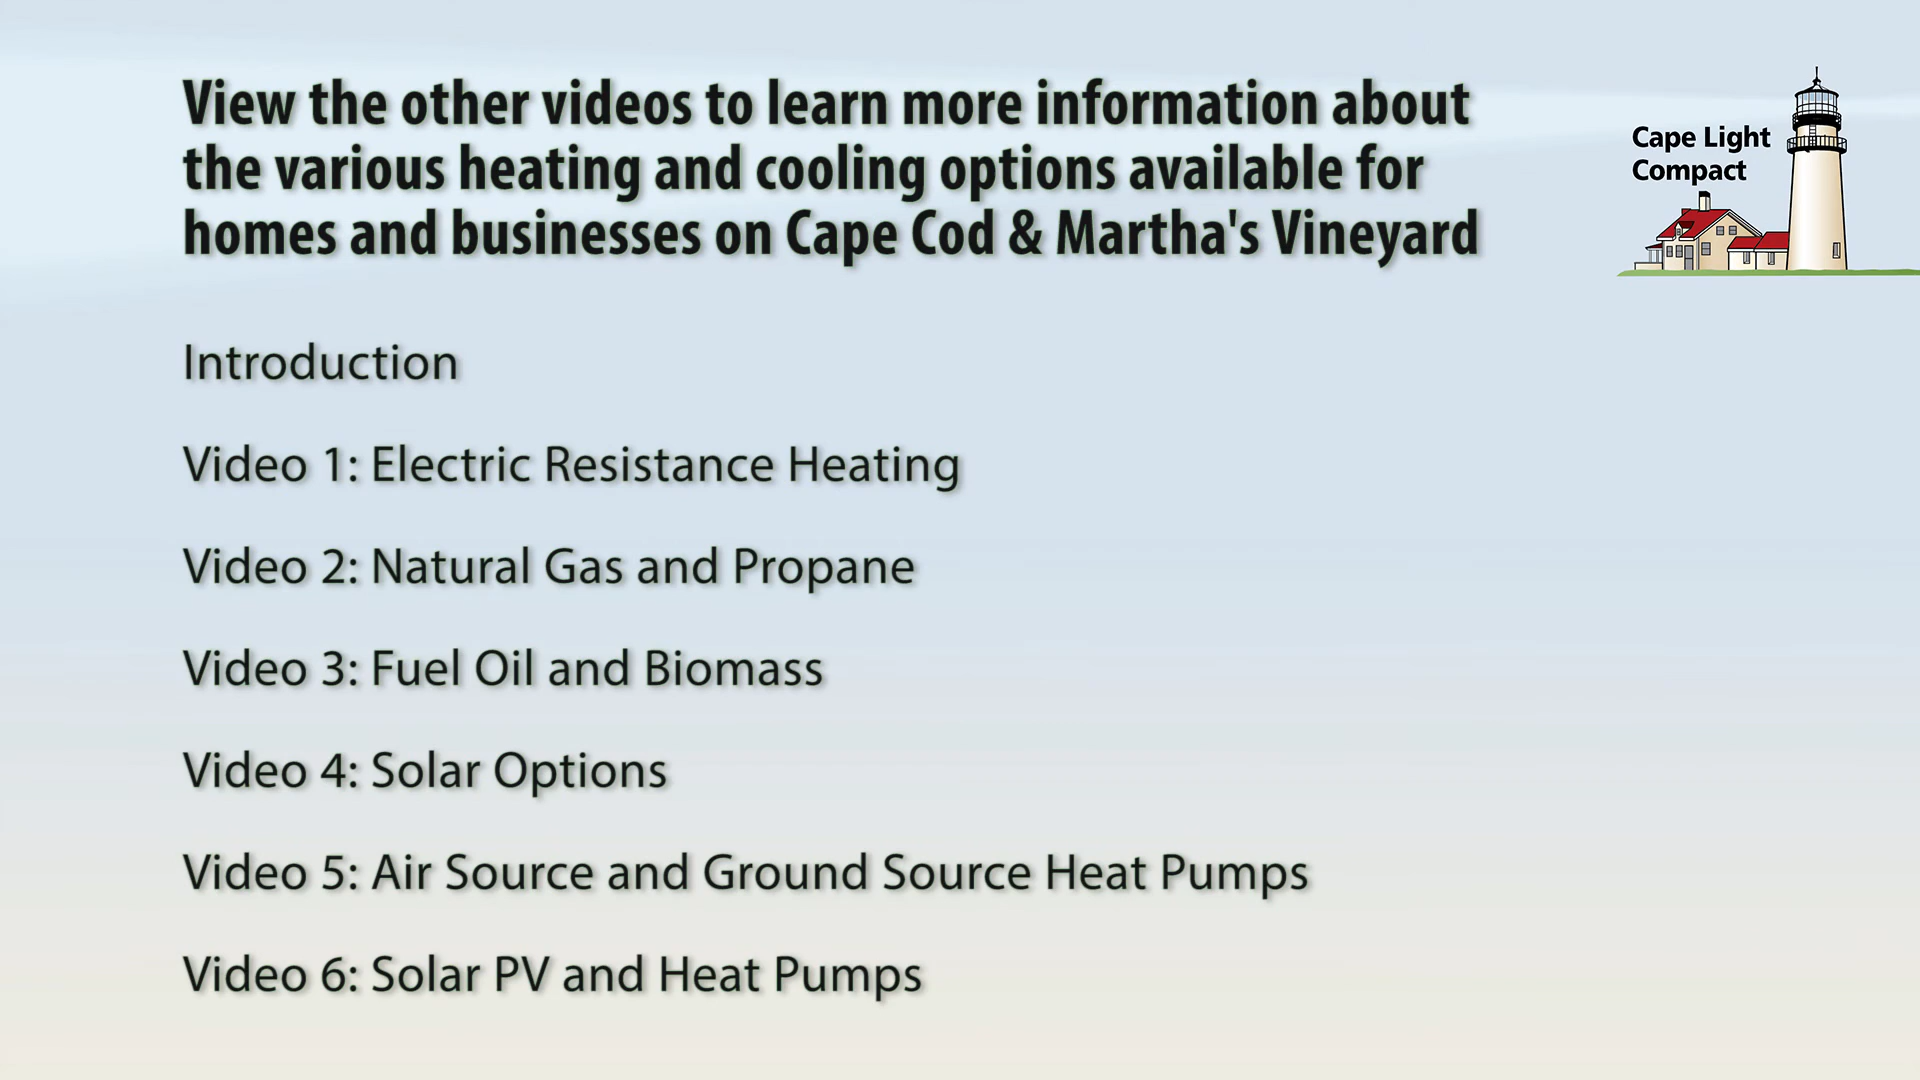 View the other videos to learn more information about
the various heating and cooling options available for
homes and businesses on Cape Cod & Martha's Vineyard
Cape Light
Compact
Introduction
Video 1: Electric Resistance Heating
Video 2: Natural Gas and Propane
Video 3: Fuel Oil and Biomass
Video 4: Solar Options
Video 5: Air Source and Ground Source Heat Pumps
Video 6: Solar PV and Heat Pumps